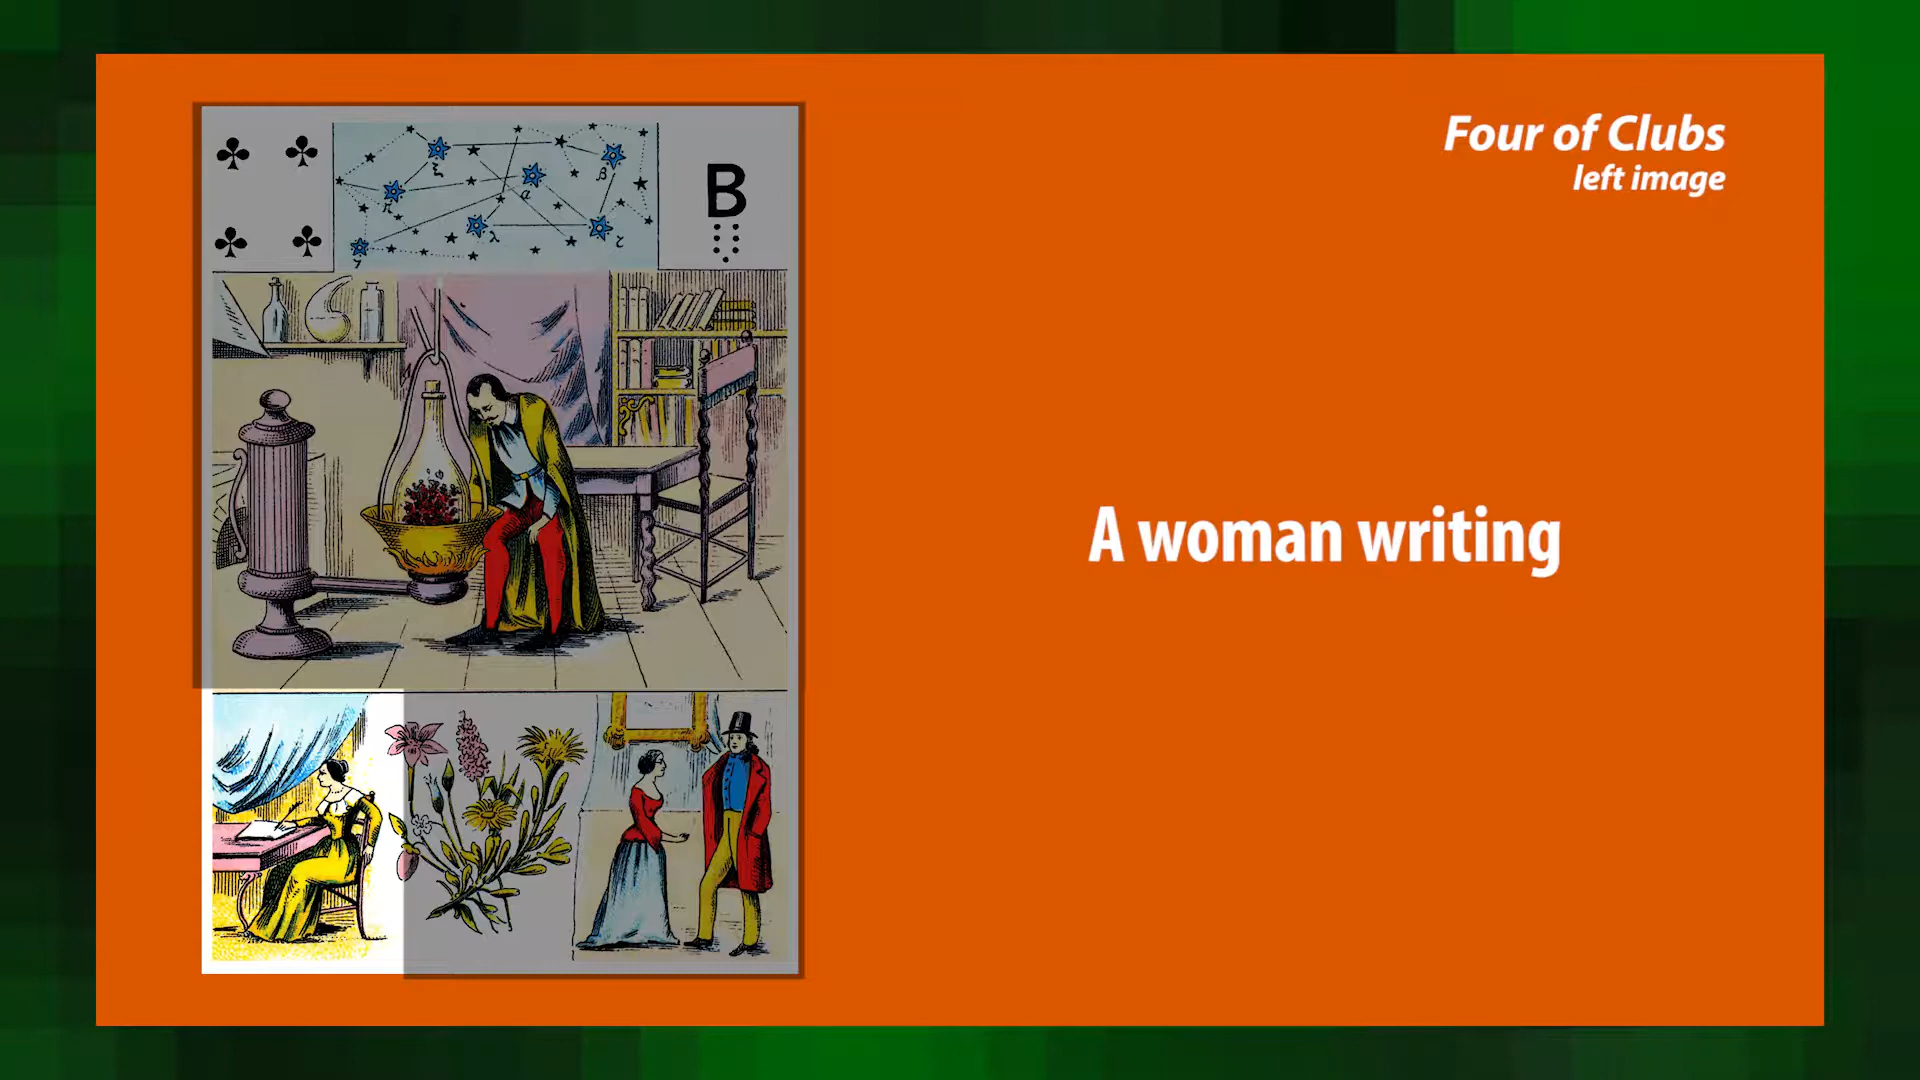 Four of Clubs
left image
B
ξ
β
α
π
λ
ζ
γ
A woman writing